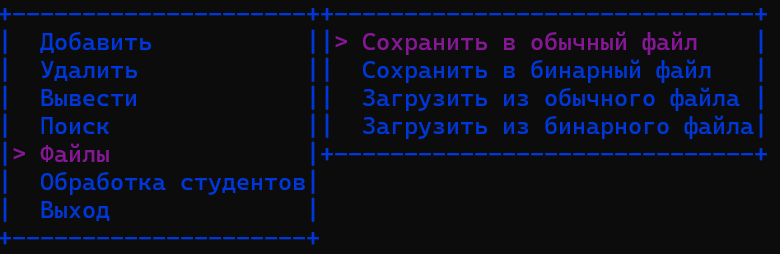 Добавить
Удалить
Вывести
Поиск
> Файлы
Обработка студентов
Выход
> Сохранить в обычный файл
Сохранить в бинарный файл
Загрузить из обычного файла
Загрузить из бинарного файла